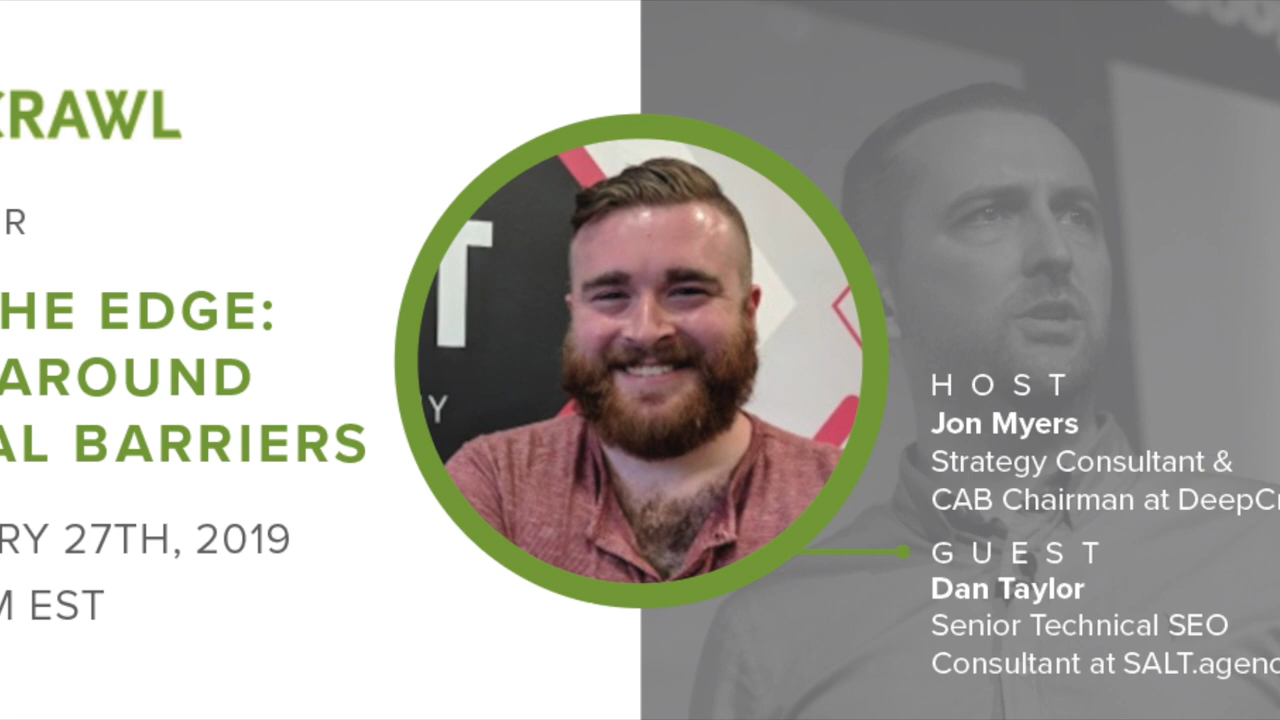 CRAWL
R
HE EDGE:
AROUND
AL BARRIERS
RY 27TH, 2019
M EST
T
Y
HOST
Jon Myers
Strategy Consultant &
CAB Chairman at DeepCr
GUEST
Dan Taylor
Senior Technical SEO
Consultant at SALT.agenc